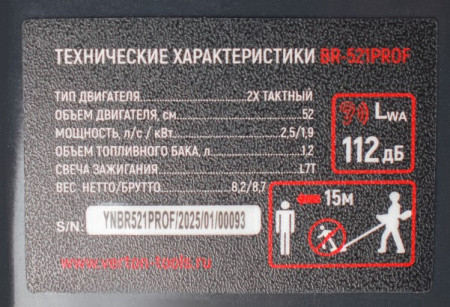 ТЕХНИЧЕСКИЕ ХАРАКТЕРИСТИКИ BR-521PROF
ТИП ДВИГАТЕЛЯ 2Х ТАКТНЫЙ
ОБЪЕМ ДВИГАТЕЛЯ, см. 52
МОЩНОСТЬ, л/с / кВт. 2,5/1,9
ОБЪЕМ ТОПЛИВНОГО БАКА, л 1,2
СВЕЧА ЗАЖИГАНИЯ L7T
ВЕС НЕТТО/БРУТТО 8,2/8,7
LWA
112 дБ
15М
S/N: YNBR521PROF/2025/01/00093
www.verton-tools.ru